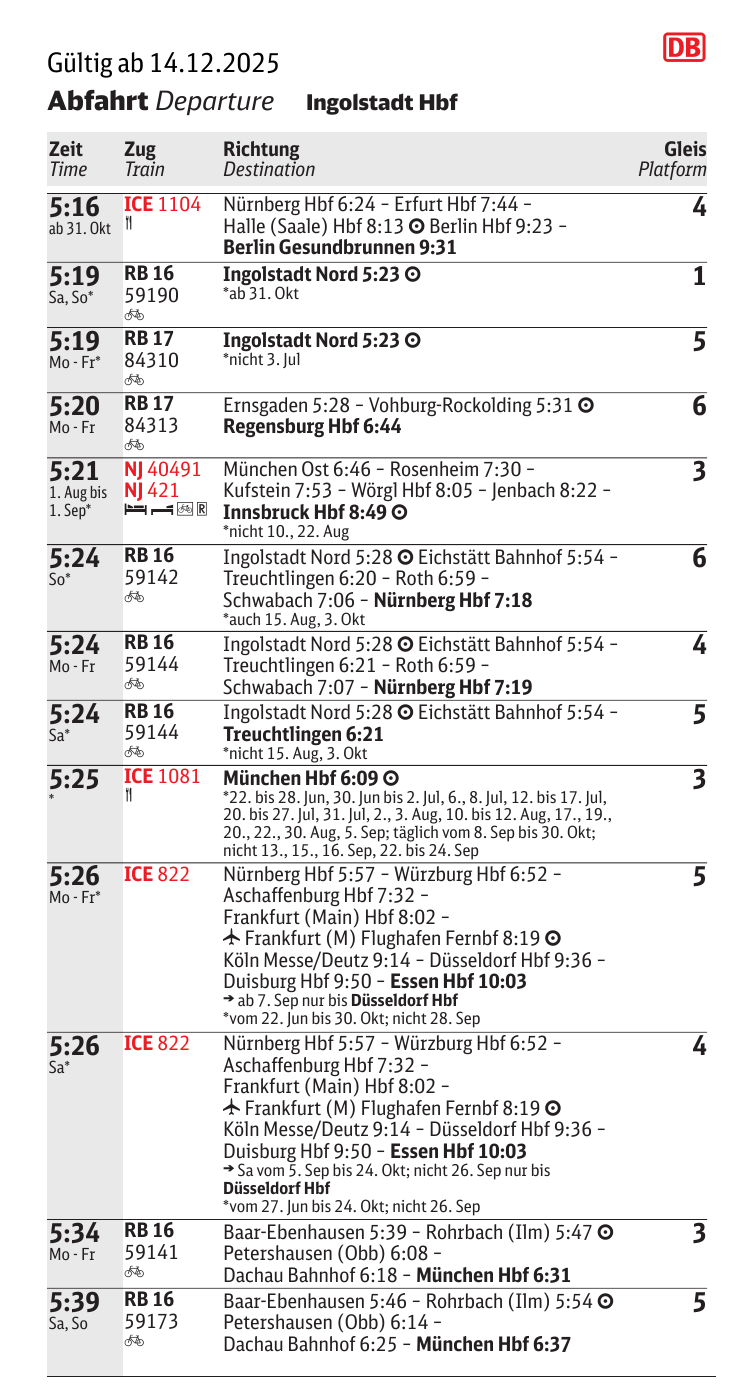 DB
Gültig ab 14.12.2025
Abfahrt Departure Ingolstadt Hbf
Zeit Zug Richtung Gleis
Time Train Destination Platform
5:16 ICE 1104 Nürnberg Hbf 6:24 – Erfurt Hbf 7:44 – 4
ab 31. Okt Halle (Saale) Hbf 8:13 ⊙ Berlin Hbf 9:23 –
Berlin Gesundbrunnen 9:31
5:19 RB 16 Ingolstadt Nord 5:23 ⊙ 1
Sa, So* 59190 *ab 31. Okt
5:19 RB 17 Ingolstadt Nord 5:23 ⊙ 5
Mo - Fr* 84310 *nicht 3. Jul
5:20 RB 17 Ernsgaden 5:28 – Vohburg-Rockolding 5:31 ⊙ 6
Mo - Fr 84313 Regensburg Hbf 6:44
5:21 NJ 40491 München Ost 6:46 – Rosenheim 7:30 – 3
1. Aug bis NJ 421 Kufstein 7:53 – Wörgl Hbf 8:05 – Jenbach 8:22 –
1. Sep* R Innsbruck Hbf 8:49 ⊙
*nicht 10., 22. Aug
5:24 RB 16 Ingolstadt Nord 5:28 ⊙ Eichstätt Bahnhof 5:54 – 6
So* 59142 Treuchtlingen 6:20 – Roth 6:59 –
Schwabach 7:06 – Nürnberg Hbf 7:18
*auch 15. Aug, 3. Okt
5:24 RB 16 Ingolstadt Nord 5:28 ⊙ Eichstätt Bahnhof 5:54 – 4
Mo - Fr 59144 Treuchtlingen 6:21 – Roth 6:59 –
Schwabach 7:07 – Nürnberg Hbf 7:19
5:24 RB 16 Ingolstadt Nord 5:28 ⊙ Eichstätt Bahnhof 5:54 – 5
Sa* 59144 Treuchtlingen 6:21
*nicht 15. Aug, 3. Okt
5:25 ICE 1081 München Hbf 6:09 ⊙ 3
* *22. bis 28. Jun, 30. Jun bis 2. Jul, 6., 8. Jul, 12. bis 17. Jul,
20. bis 27. Jul, 31. Jul, 2., 3. Aug, 10. bis 12. Aug, 17., 19.,
20., 22., 30. Aug, 5. Sep; täglich vom 8. Sep bis 30. Okt;
nicht 13., 15., 16. Sep, 22. bis 24. Sep
5:26 ICE 822 Nürnberg Hbf 5:57 – Würzburg Hbf 6:52 – 5
Mo - Fr* Aschaffenburg Hbf 7:32 –
Frankfurt (Main) Hbf 8:02 –
✈ Frankfurt (M) Flughafen Fernbf 8:19 ⊙
Köln Messe/Deutz 9:14 – Düsseldorf Hbf 9:36 –
Duisburg Hbf 9:50 – Essen Hbf 10:03
➔ ab 7. Sep nur bis Düsseldorf Hbf
*vom 22. Jun bis 30. Okt; nicht 28. Sep
5:26 ICE 822 Nürnberg Hbf 5:57 – Würzburg Hbf 6:52 – 4
Sa* Aschaffenburg Hbf 7:32 –
Frankfurt (Main) Hbf 8:02 –
✈ Frankfurt (M) Flughafen Fernbf 8:19 ⊙
Köln Messe/Deutz 9:14 – Düsseldorf Hbf 9:36 –
Duisburg Hbf 9:50 – Essen Hbf 10:03
➔ Sa vom 5. Sep bis 24. Okt; nicht 26. Sep nur bis
Düsseldorf Hbf
*vom 27. Jun bis 24. Okt; nicht 26. Sep
5:34 RB 16 Baar-Ebenhausen 5:39 – Rohrbach (Ilm) 5:47 ⊙ 3
Mo - Fr 59141 Petershausen (Obb) 6:08 –
Dachau Bahnhof 6:18 – München Hbf 6:31
5:39 RB 16 Baar-Ebenhausen 5:46 – Rohrbach (Ilm) 5:54 ⊙ 5
Sa, So 59173 Petershausen (Obb) 6:14 –
Dachau Bahnhof 6:25 – München Hbf 6:37